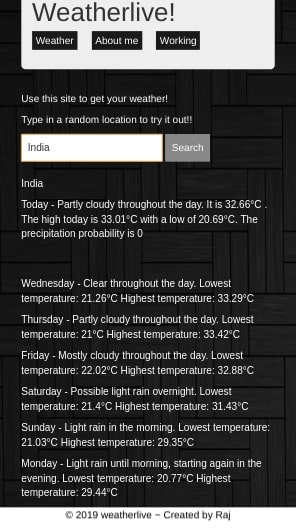 Weatherlive!
Weather About me Working
Use this site to get your weather!
Type in a random location to try it out!!
India Search
India
Today - Partly cloudy throughout the day. It is 32.66°C .
The high today is 33.01°C with a low of 20.69°C. The
precipitation probability is 0
Wednesday - Clear throughout the day. Lowest
temperature: 21.26°C Highest temperature: 33.29°C
Thursday - Partly cloudy throughout the day. Lowest
temperature: 21°C Highest temperature: 33.42°C
Friday - Mostly cloudy throughout the day. Lowest
temperature: 22.02°C Highest temperature: 32.88°C
Saturday - Possible light rain overnight. Lowest
temperature: 21.4°C Highest temperature: 31.43°C
Sunday - Light rain in the morning. Lowest temperature:
21.03°C Highest temperature: 29.35°C
Monday - Light rain until morning, starting again in the
evening. Lowest temperature: 20.77°C Highest
temperature: 29.44°C
© 2019 weatherlive ~ Created by Raj